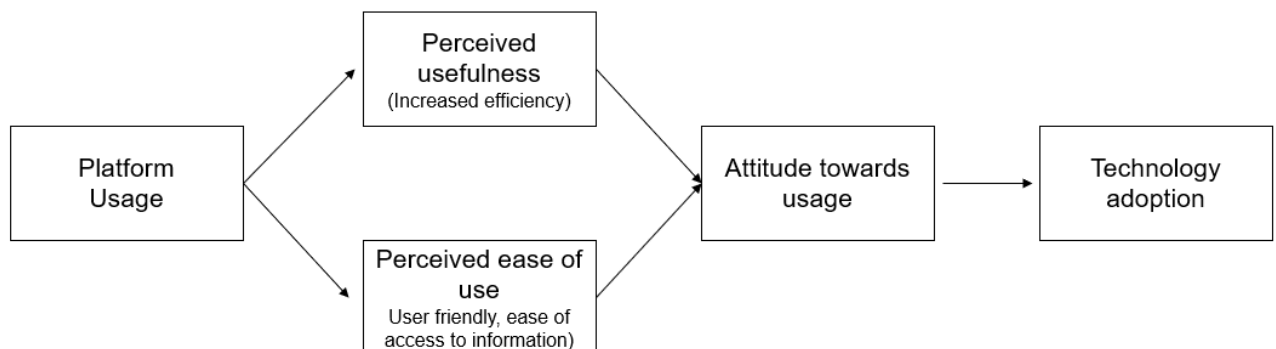 Platform
Usage
Perceived
usefulness
(Increased efficiency)
Perceived ease of
use
User friendly, ease of
access to information)
Attitude towards
usage
Technology
adoption